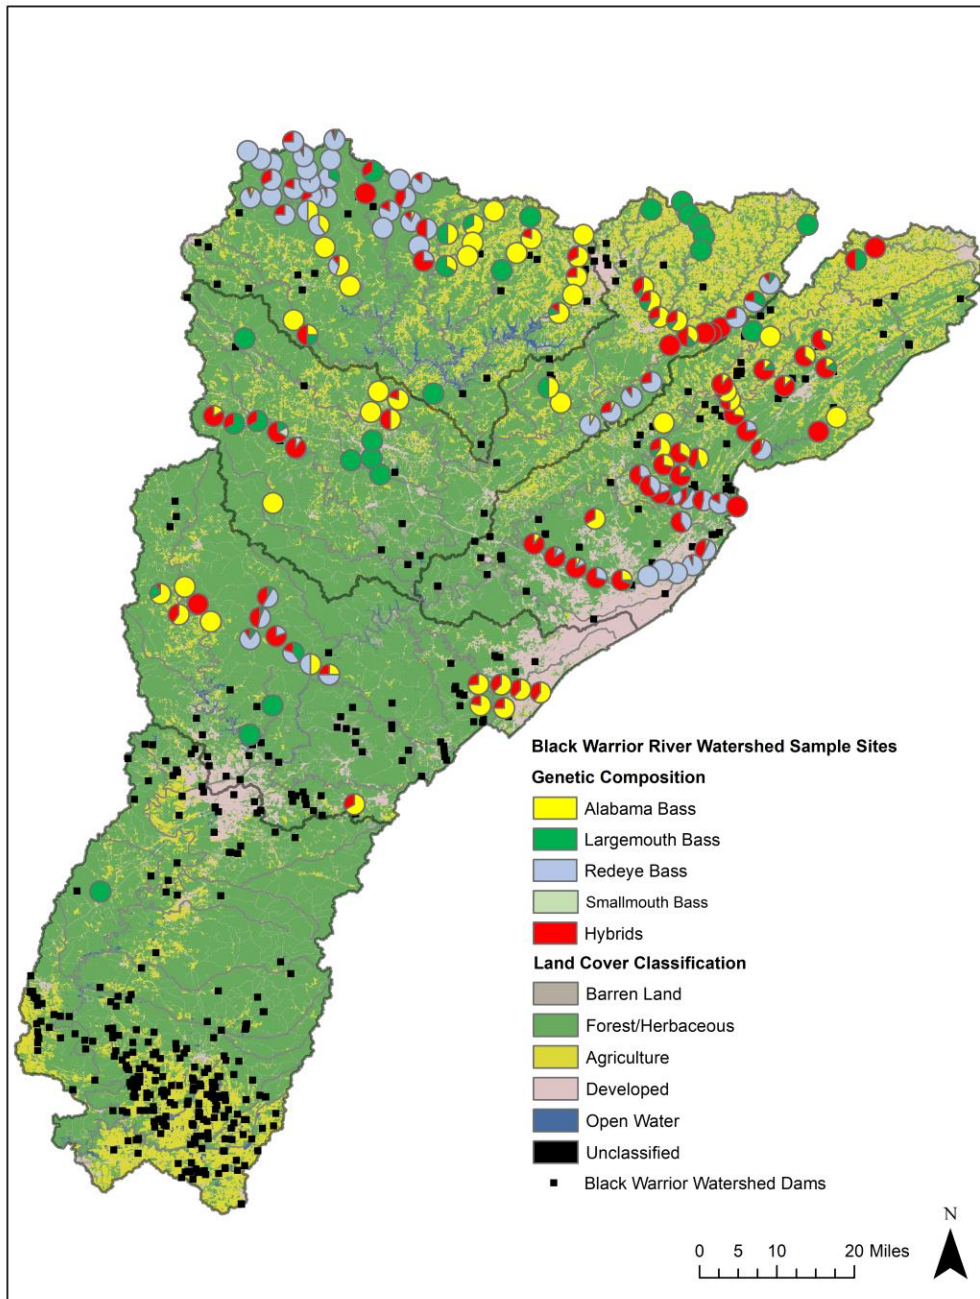 Black Warrior River Watershed Sample Sites
Genetic Composition
Alabama Bass
Largemouth Bass
Redeye Bass
Smallmouth Bass
Hybrids
Land Cover Classification
Barren Land
Forest/Herbaceous
Agriculture
Developed
Open Water
Unclassified
Black Warrior Watershed Dams
N
0 5 10 20 Miles